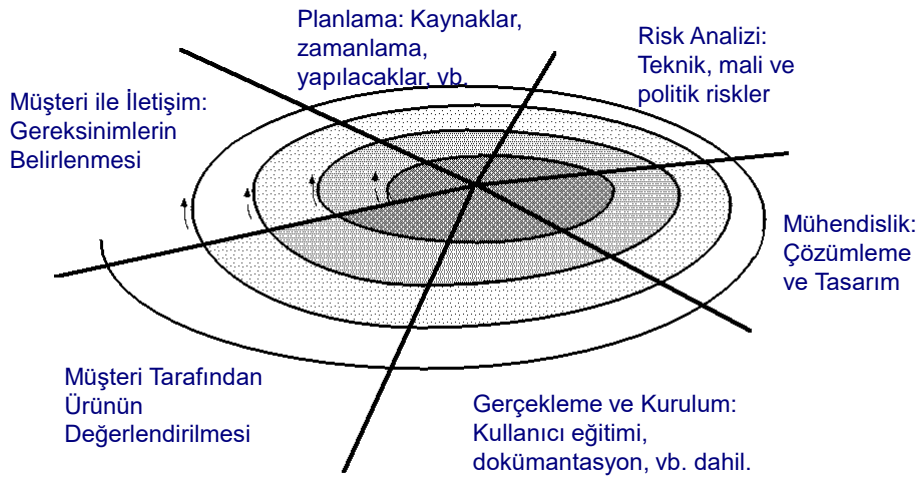 Planlama: Kaynaklar,
zamanlama,
yapılacaklar, vb.
Risk Analizi:
Teknik, mali ve
politik riskler
Müşteri ile İletişim:
Gereksinimlerin
Belirlenmesi
Mühendislik:
Çözümleme
ve Tasarım
Müşteri Tarafından
Ürünün
Değerlendirilmesi
Gerçekleme ve Kurulum:
Kullanıcı eğitimi,
dokümantasyon, vb. dahil.